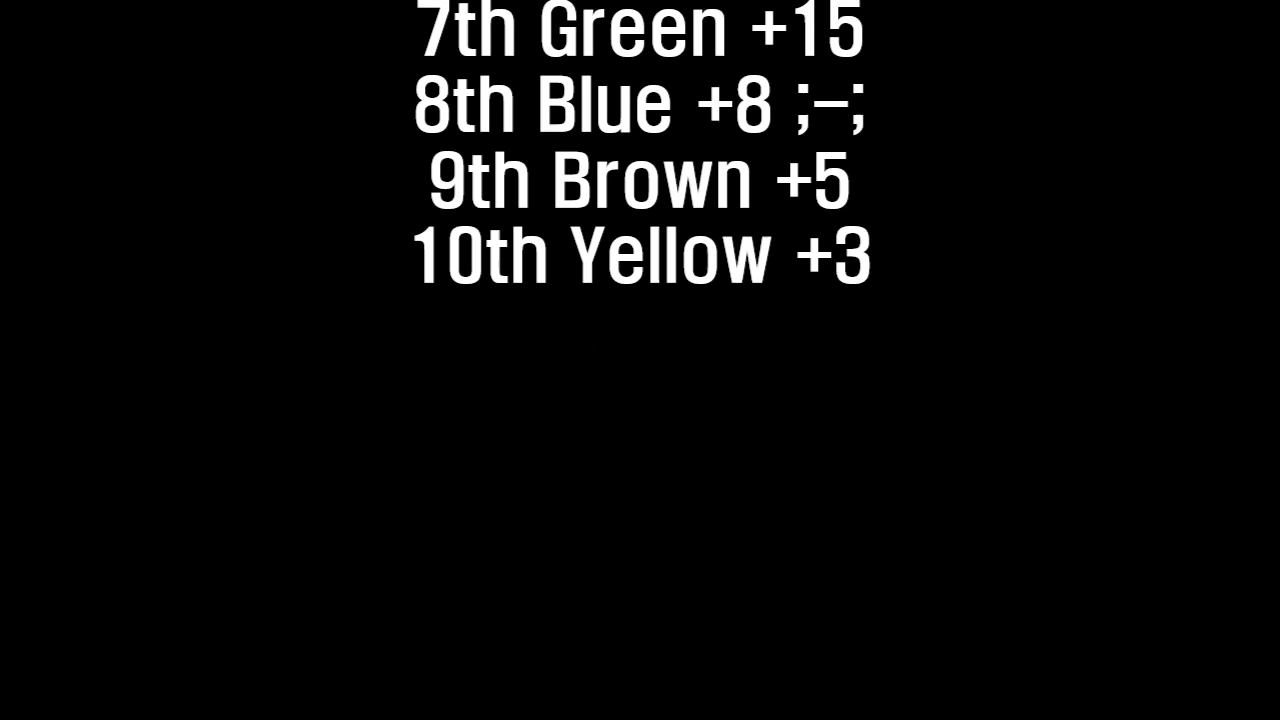 7th Green +15
8th Blue +8 ;-;
9th Brown +5
10th Yellow +3